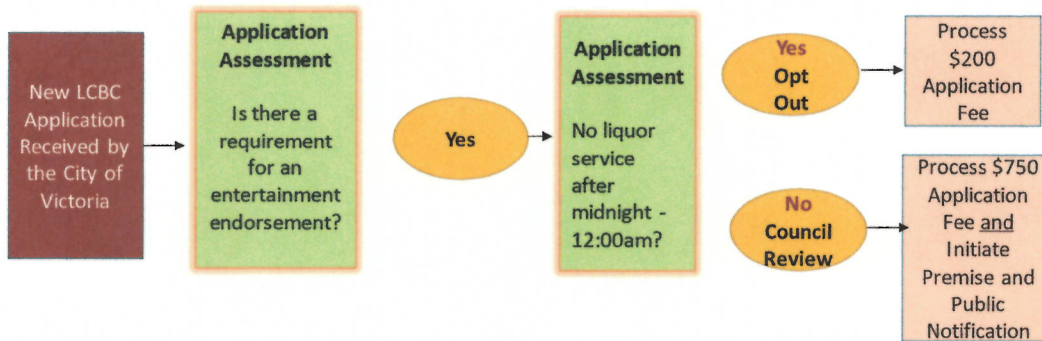 New LCBC
Application
Received by
the City of
Victoria
Application
Assessment
Is there a
requirement
for an
entertainment
endorsement?
Yes
Application
Assessment
No liquor
service
after
midnight -
12:00am?
Yes
Opt
Out
Process
$200
Application
Fee
No
Council
Review
Process $750
Application
Fee and
Initiate
Premise and
Public
Notification